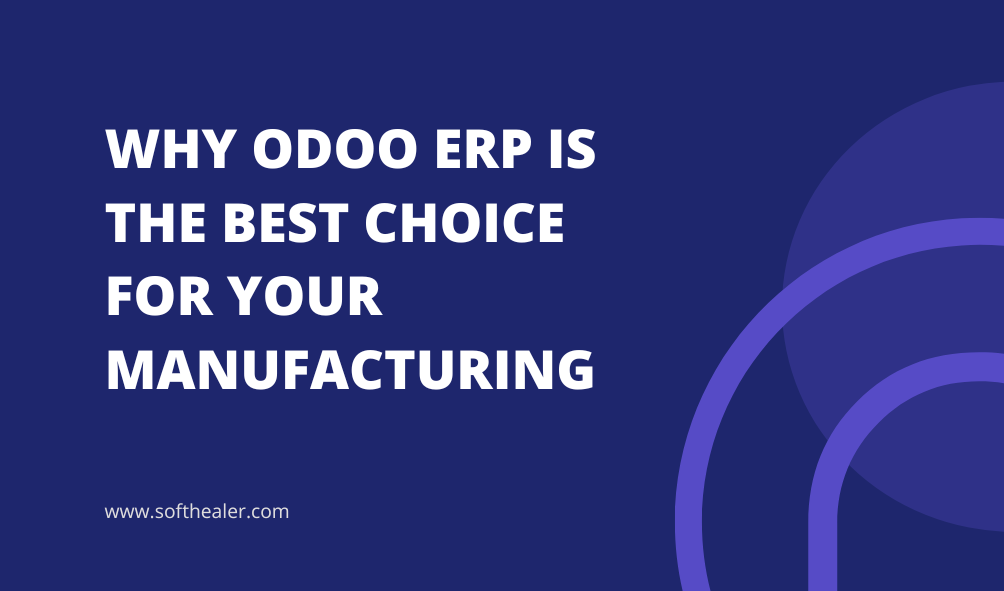 WHY ODOO ERP IS
THE BEST CHOICE
FOR YOUR
MANUFACTURING
www.softhealer.com